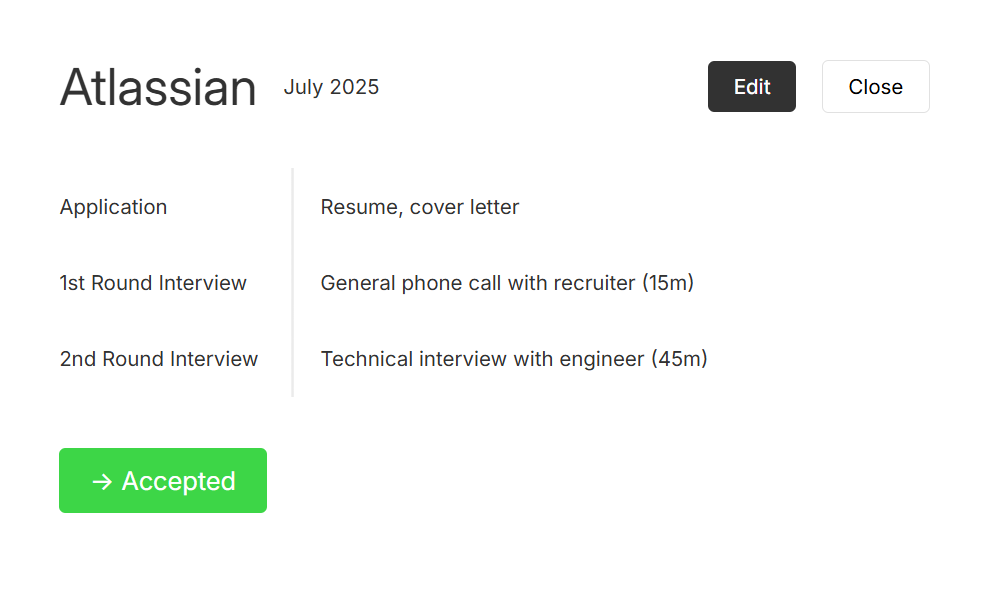 Atlassian July 2025 Edit Close
Application Resume, cover letter
1st Round Interview General phone call with recruiter (15m)
2nd Round Interview Technical interview with engineer (45m)
→ Accepted